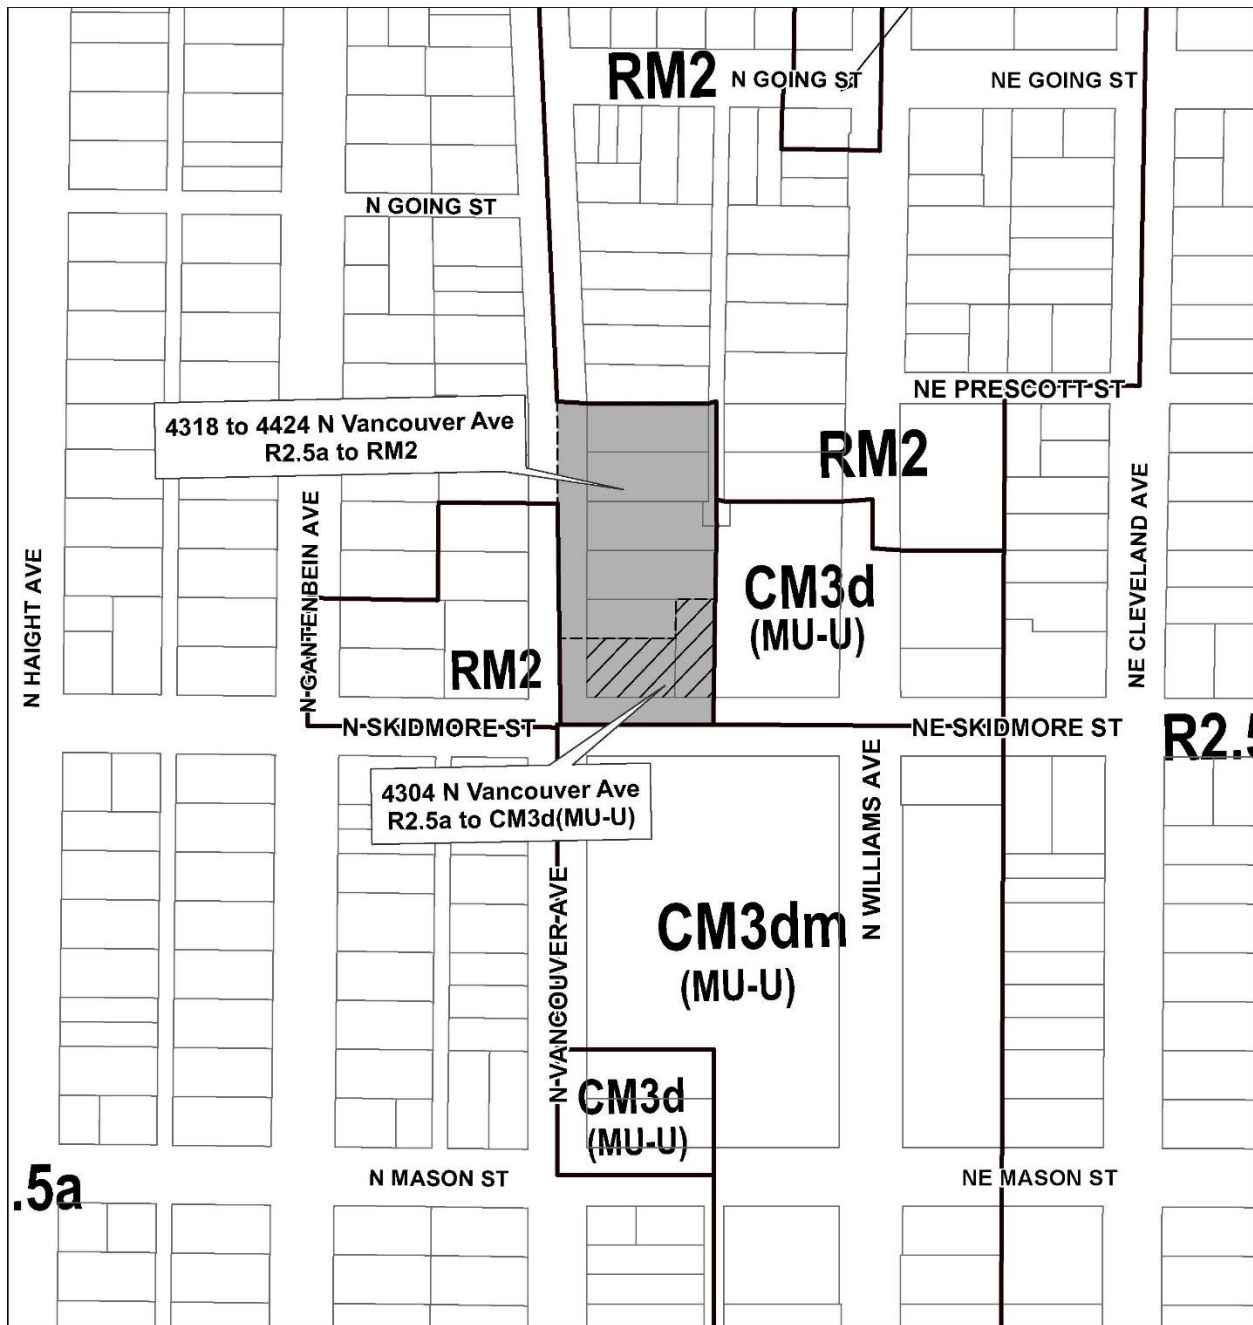 RM2
N GOING ST
NE GOING ST
N GOING ST
NE PRESCOTT ST
4318 to 4424 N Vancouver Ave
R2.5a to RM2
RM2
N GANTENBEIN AVE
N HAIGHT AVE
NE CLEVELAND AVE
CM3d
(MU-U)
RM2
N SKIDMORE ST
NE SKIDMORE ST
R2.5
4304 N Vancouver Ave
R2.5a to CM3d(MU-U)
N WILLIAMS AVE
N VANCOUVER AVE
CM3dm
(MU-U)
CM3d
(MU-U)
N MASON ST
NE MASON ST
.5a